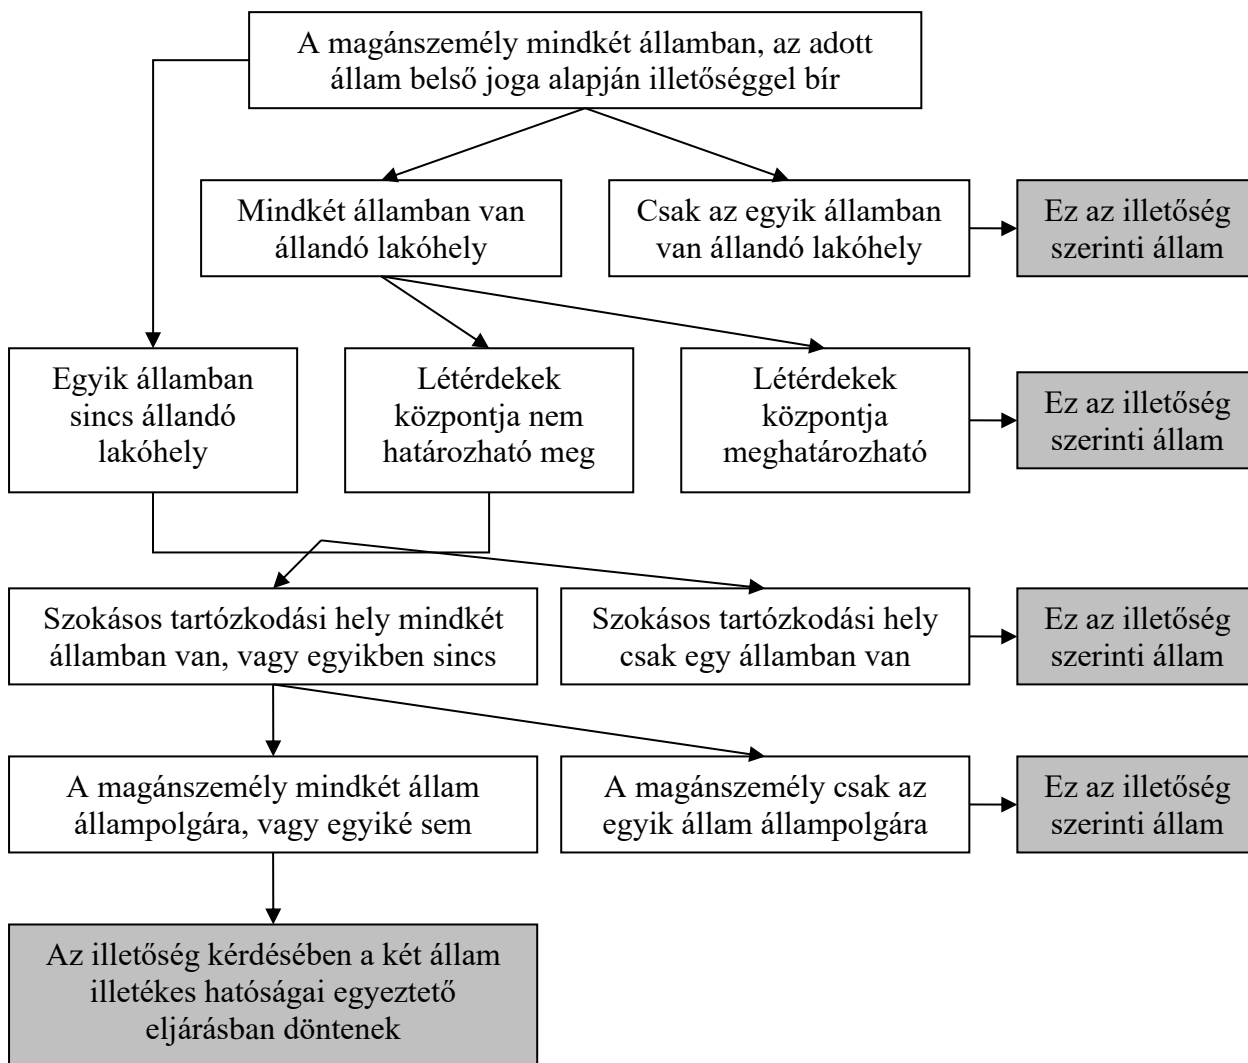 A magánszemély mindkét államban, az adott
állam belső joga alapján illetőséggel bír
Mindkét államban van
állandó lakóhely
Csak az egyik államban
van állandó lakóhely
Ez az illetőség
szerinti állam
Egyik államban
sincs állandó
lakóhely
Létérdekek
központja nem
határozható meg
Létérdekek
központja
meghatározható
Ez az illetőség
szerinti állam
Szokásos tartózkodási hely mindkét
államban van, vagy egyikben sincs
Szokásos tartózkodási hely
csak egy államban van
Ez az illetőség
szerinti állam
A magánszemély mindkét állam
állampolgára, vagy egyiké sem
A magánszemély csak az
egyik állam állampolgára
Ez az illetőség
szerinti állam
Az illetőség kérdésében a két állam
illetékes hatóságai egyeztető
eljárásban döntenek